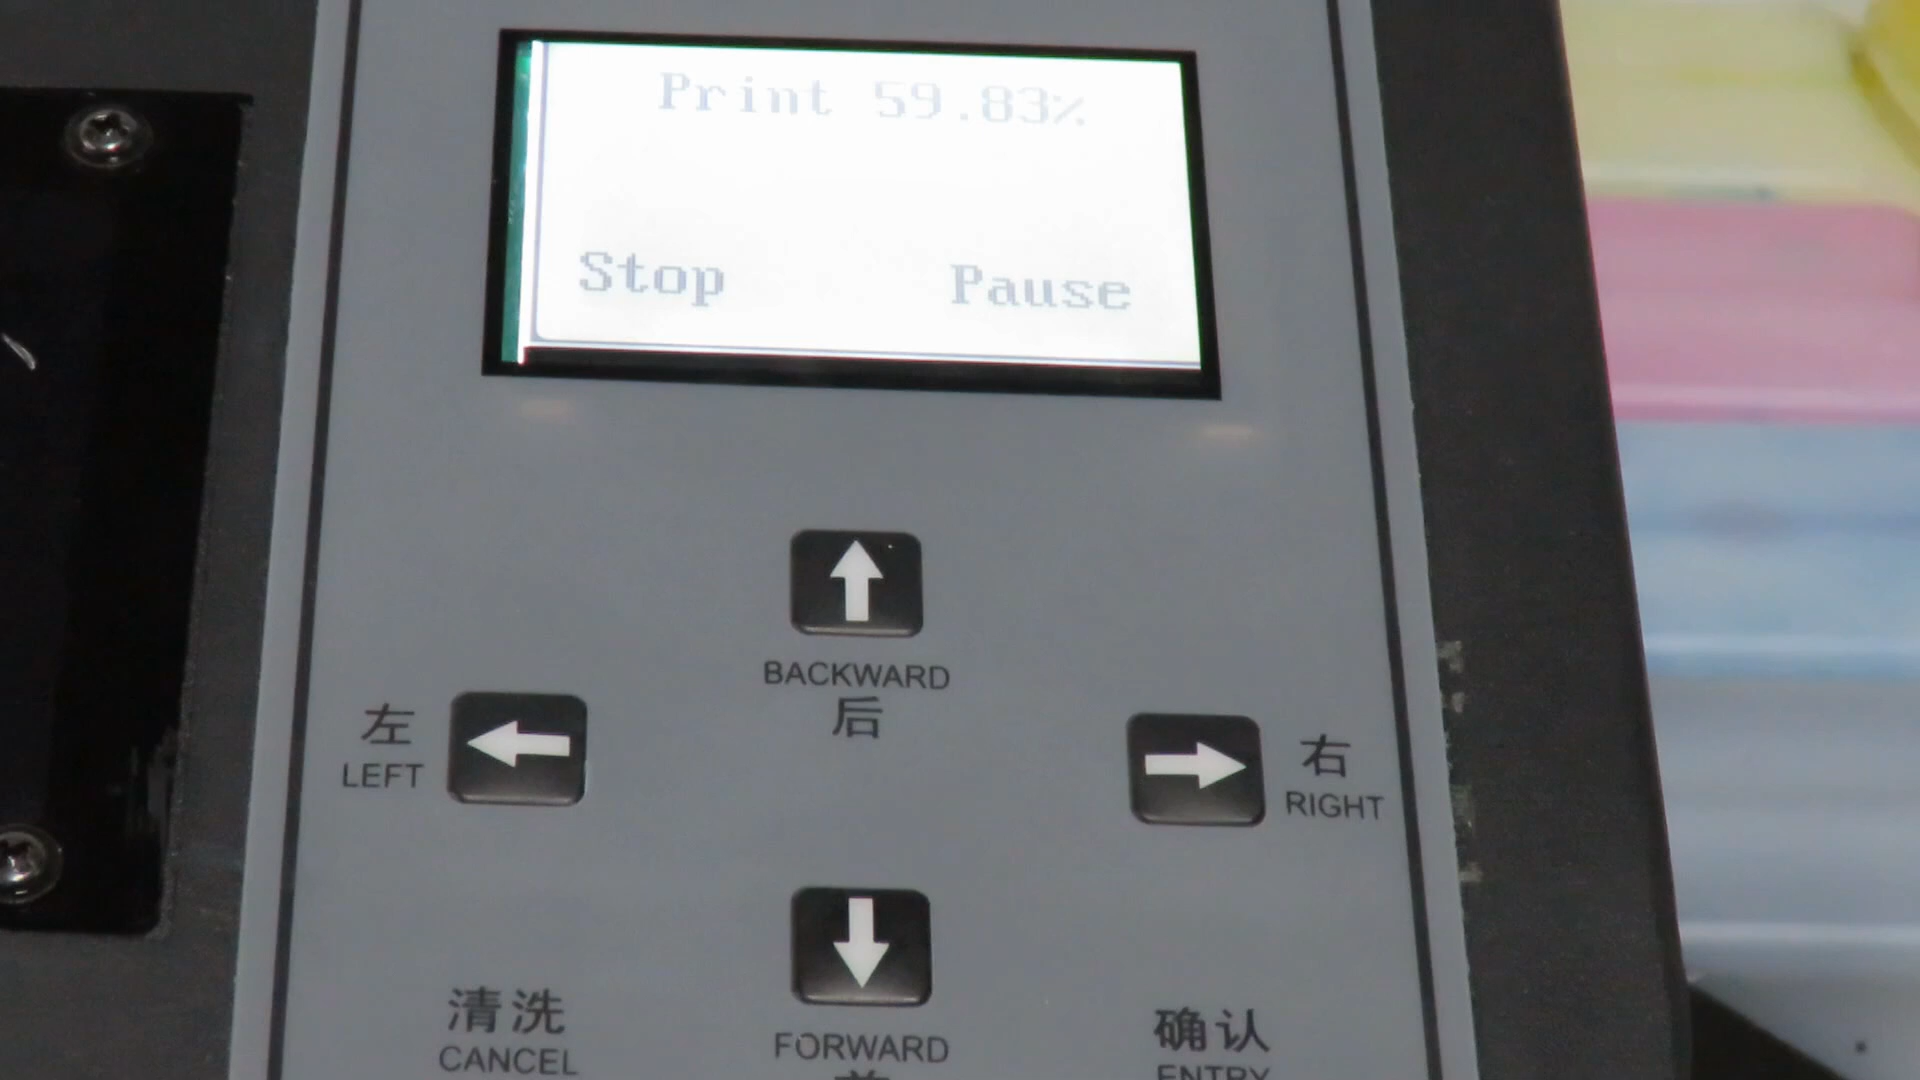 Print 59.83%
Stop Pause
BACKWARD
后
左
LEFT
右
RIGHT
清洗
CANCEL
FORWARD
确认
ENTRY